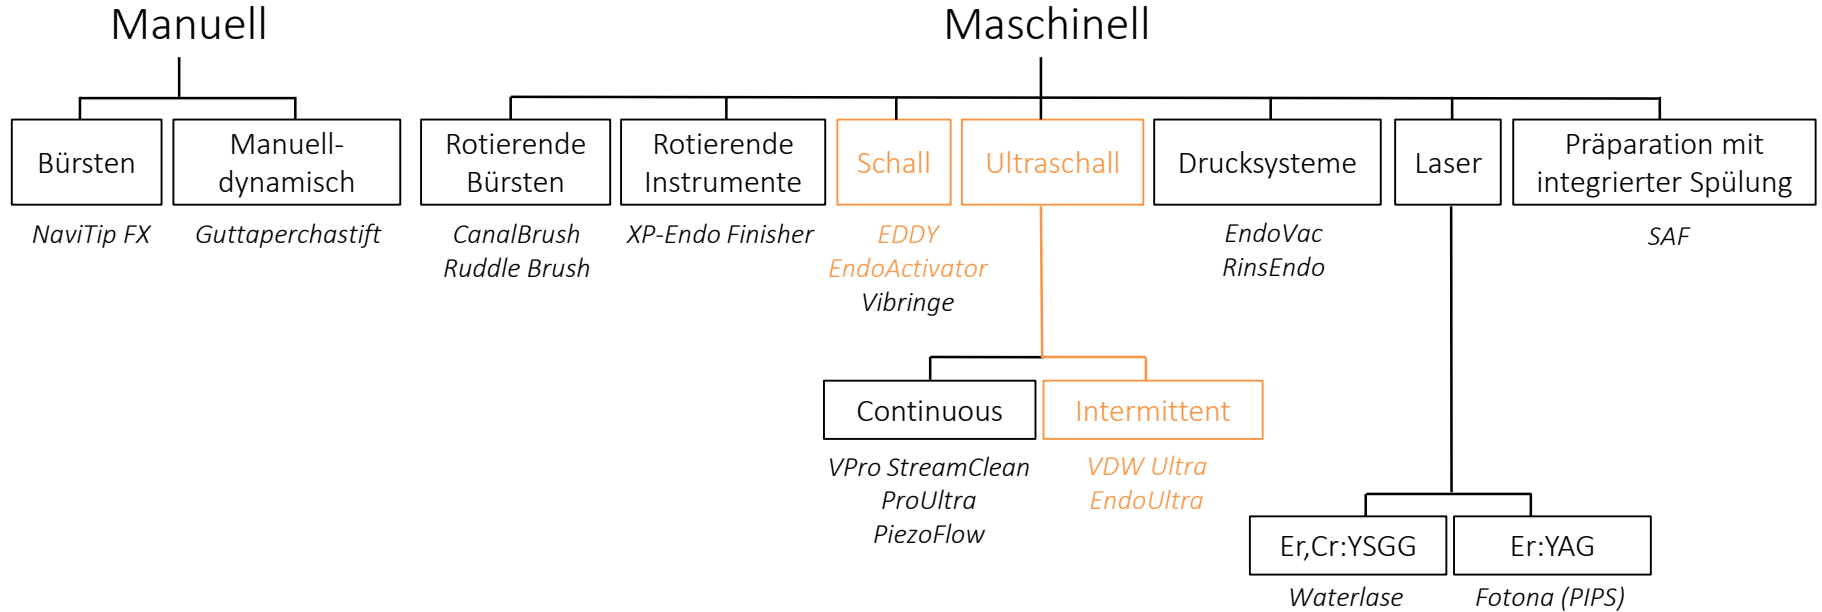 Manuell
Maschinell
Bürsten
Manuell-
dynamisch
Rotierende
Bürsten
Rotierende
Instrumente
Schall
Ultraschall
Drucksysteme
Laser
Präparation mit
integrierter Spülung
NaviTip FX
Guttaperchastift
CanalBrush
Ruddle Brush
XP-Endo Finisher
EDDY
EndoActivator
Vibringe
EndoVac
RinsEndo
SAF
Continuous
Intermittent
VPro StreamClean
ProUltra
PiezoFlow
VDW Ultra
EndoUltra
Er,Cr:YSGG
Er:YAG
Waterlase
Fotona (PIPS)